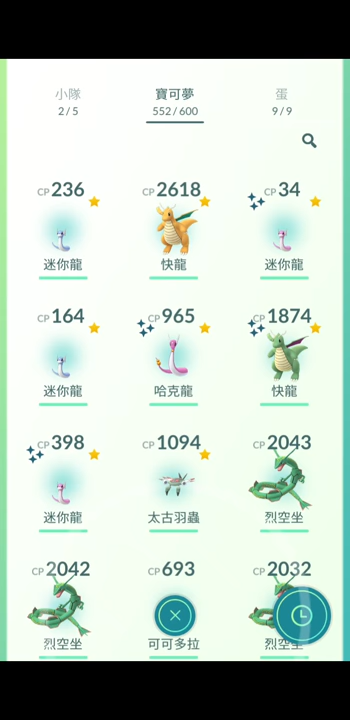 小隊 寶可夢 蛋
2/5 552/600 9/9
CP236 CP2618 CP34
迷你龍 快龍 迷你龍
CP164 CP965 CP1874
迷你龍 哈克龍 快龍
CP398 CP1094 CP2043
迷你龍 太古羽蟲 烈空坐
CP2042 CP693 CP2032
烈空坐 可可多拉 烈空坐